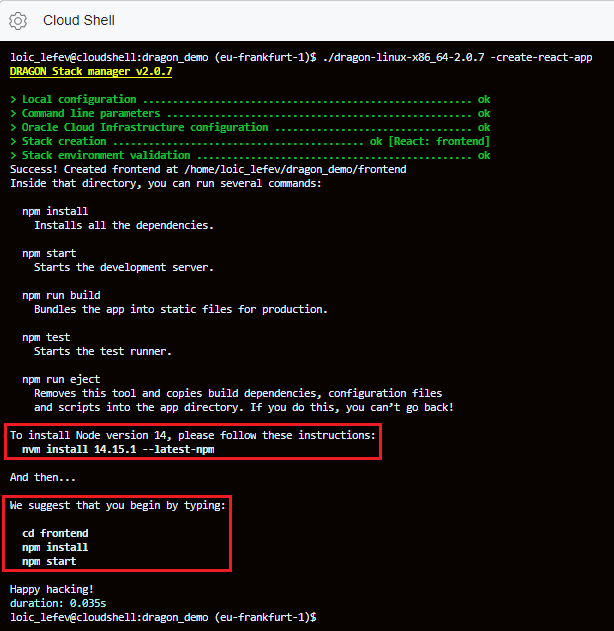 Cloud Shell
loic_lefev@cloudshell:dragon_demo (eu-frankfurt-1)$ ./dragon-linux-x86_64-2.0.7 -create-react-app
DRAGON Stack manager v2.0.7
> Local configuration ....................................................... ok
> Command line parameters ................................................... ok
> Oracle Cloud Infrastructure configuration ................................. ok
> Stack creation .......................................... ok [React: frontend]
> Stack environment validation .............................................. ok
Success! Created frontend at /home/loic_lefev/dragon_demo/frontend
Inside that directory, you can run several commands:
npm install
Installs all the dependencies.
npm start
Starts the development server.
npm run build
Bundles the app into static files for production.
npm test
Starts the test runner.
npm run eject
Removes this tool and copies build dependencies, configuration files
and scripts into the app directory. If you do this, you can’t go back!
To install Node version 14, please follow these instructions:
nvm install 14.15.1 --latest-npm
And then...
We suggest that you begin by typing:
cd frontend
npm install
npm start
Happy hacking!
duration: 0.035s
loic_lefev@cloudshell:dragon_demo (eu-frankfurt-1)$